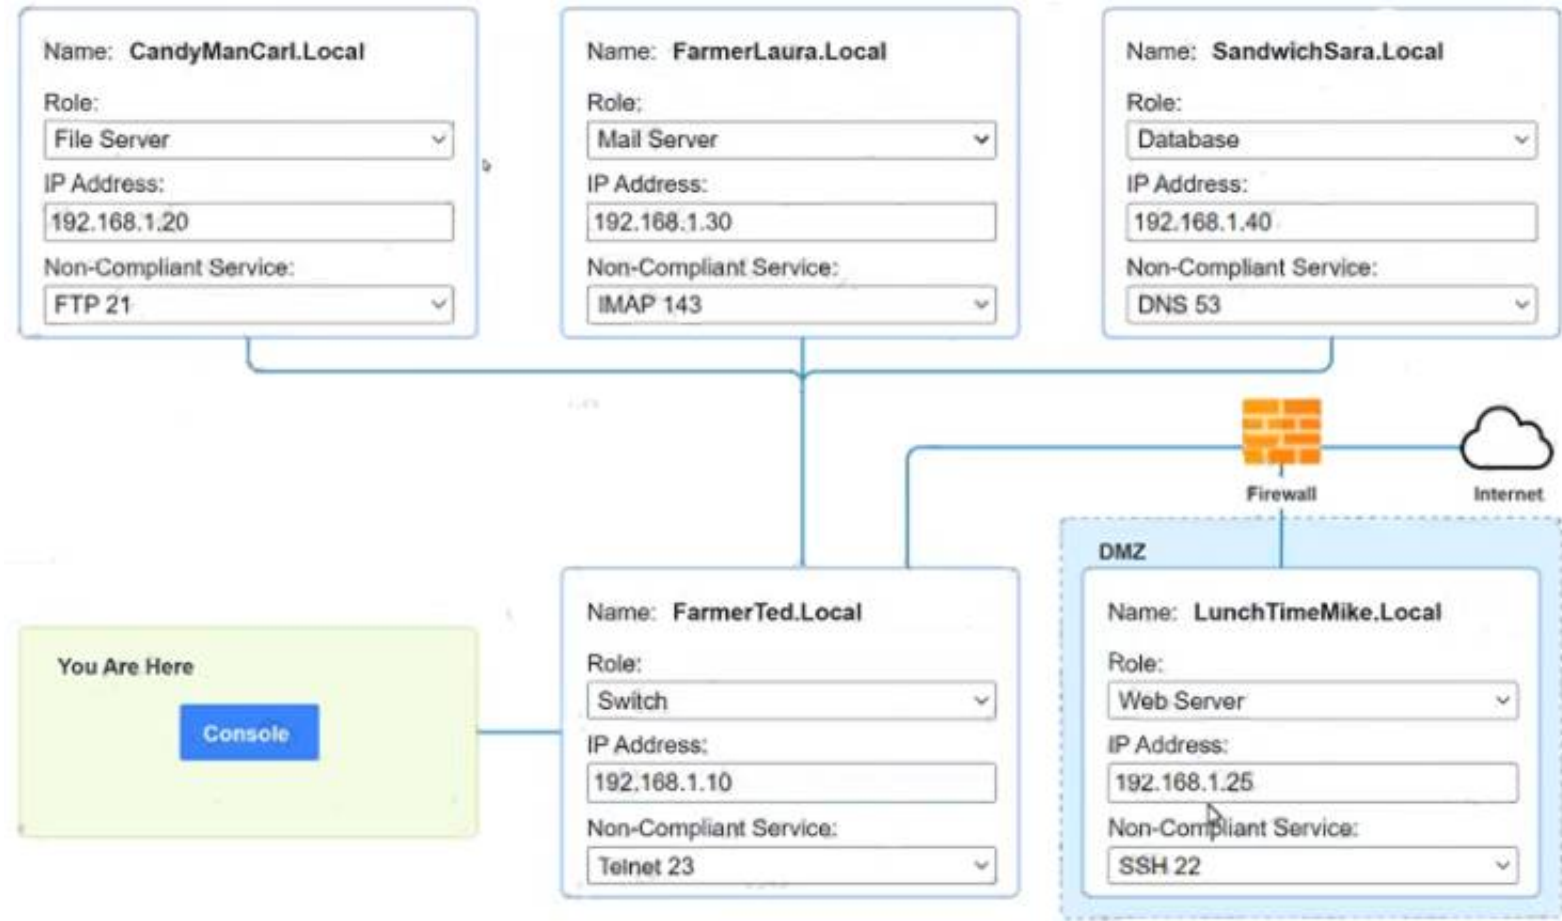 Name: CandyManCarl.Local
Role:
File Server
IP Address:
192.168.1.20
Non-Compliant Service:
FTP 21
Name: FarmerLaura.Local
Role:
Mail Server
IP Address:
192.168.1.30
Non-Compliant Service:
IMAP 143
Name: SandwichSara.Local
Role:
Database
IP Address:
192.168.1.40
Non-Compliant Service:
DNS 53
Firewall
Internet
You Are Here
Console
Name: FarmerTed.Local
Role:
Switch
IP Address:
192.168.1.10
Non-Compliant Service:
Telnet 23
DMZ
Name: LunchTimeMike.Local
Role:
Web Server
IP Address:
192.168.1.25
Non-Compliant Service:
SSH 22